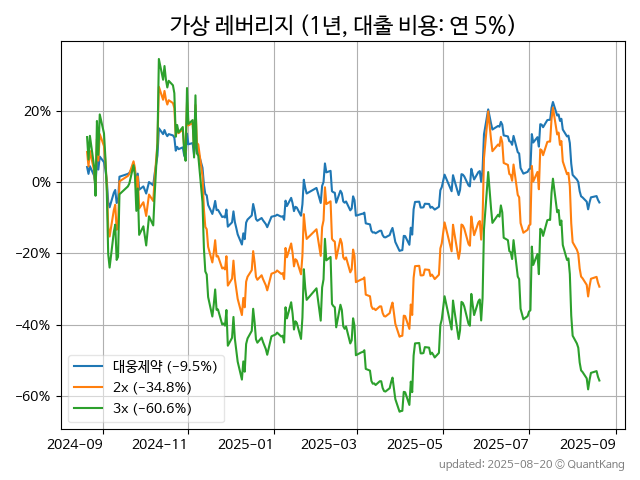 가상 레버리지 (1년, 대출 비용: 연 5%)
20%
0%
−20%
−40%
−60%
대웅제약 (−9.5%)
2x (−34.8%)
3x (−60.6%)
2024−09 2024−11 2025−01 2025−03 2025−05 2025−07 2025−09
updated: 2025-08-20 © QuantKang